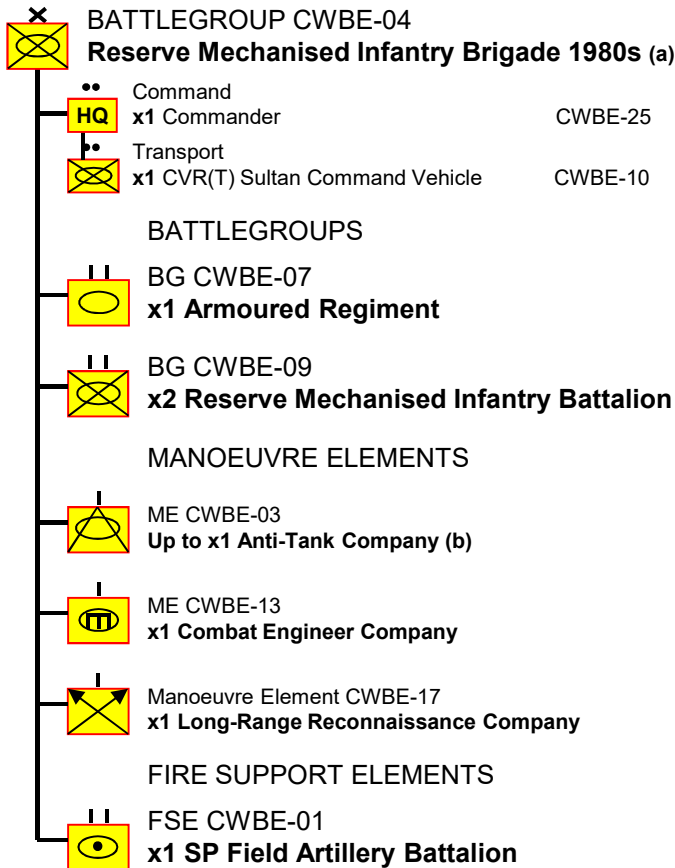 BATTLEGROUP CWBE-04
Reserve Mechanised Infantry Brigade 1980s (a)
Command
HQ x1 Commander CWBE-25
Transport
x1 CVR(T) Sultan Command Vehicle CWBE-10
BATTLEGROUPS
BG CWBE-07
x1 Armoured Regiment
BG CWBE-09
x2 Reserve Mechanised Infantry Battalion
MANOEUVRE ELEMENTS
ME CWBE-03
Up to x1 Anti-Tank Company (b)
ME CWBE-13
x1 Combat Engineer Company
Manoeuvre Element CWBE-17
x1 Long-Range Reconnaissance Company
FIRE SUPPORT ELEMENTS
FSE CWBE-01
x1 SP Field Artillery Battalion